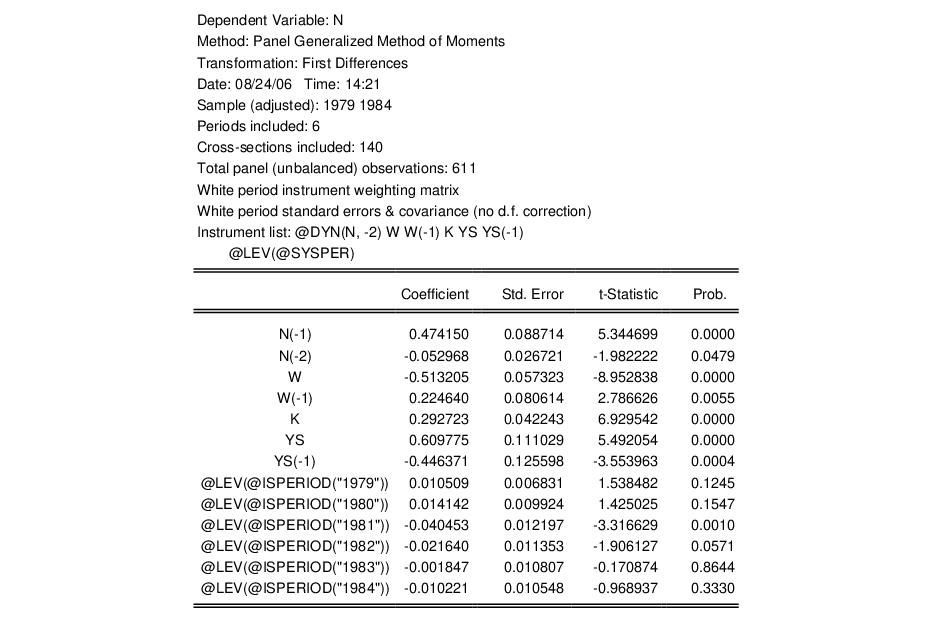 Dependent Variable: N
Method: Panel Generalized Method of Moments
Transformation: First Differences
Date: 08/24/06 Time: 14:21
Sample (adjusted): 1979 1984
Periods included: 6
Cross-sections included: 140
Total panel (unbalanced) observations: 611
White period instrument weighting matrix
White period standard errors & covariance (no d.f. correction)
Instrument list: @DYN(N, -2) W W(-1) K YS YS(-1)
@LEV(@SYSPER)
Coefficient Std. Error t-Statistic Prob.
N(-1) 0.474150 0.088714 5.344699 0.0000
N(-2) -0.052968 0.026721 -1.982222 0.0479
W -0.513205 0.057323 -8.952838 0.0000
W(-1) 0.224640 0.080614 2.786626 0.0055
K 0.292723 0.042243 6.929542 0.0000
YS 0.609775 0.111029 5.492054 0.0000
YS(-1) -0.446371 0.125598 -3.553963 0.0004
@LEV(@ISPERIOD("1979")) 0.010509 0.006831 1.538482 0.1245
@LEV(@ISPERIOD("1980")) 0.014142 0.009924 1.425025 0.1547
@LEV(@ISPERIOD("1981")) -0.040453 0.012197 -3.316629 0.0010
@LEV(@ISPERIOD("1982")) -0.021640 0.011353 -1.906127 0.0571
@LEV(@ISPERIOD("1983")) -0.001847 0.010807 -0.170874 0.8644
@LEV(@ISPERIOD("1984")) -0.010221 0.010548 -0.968937 0.3330